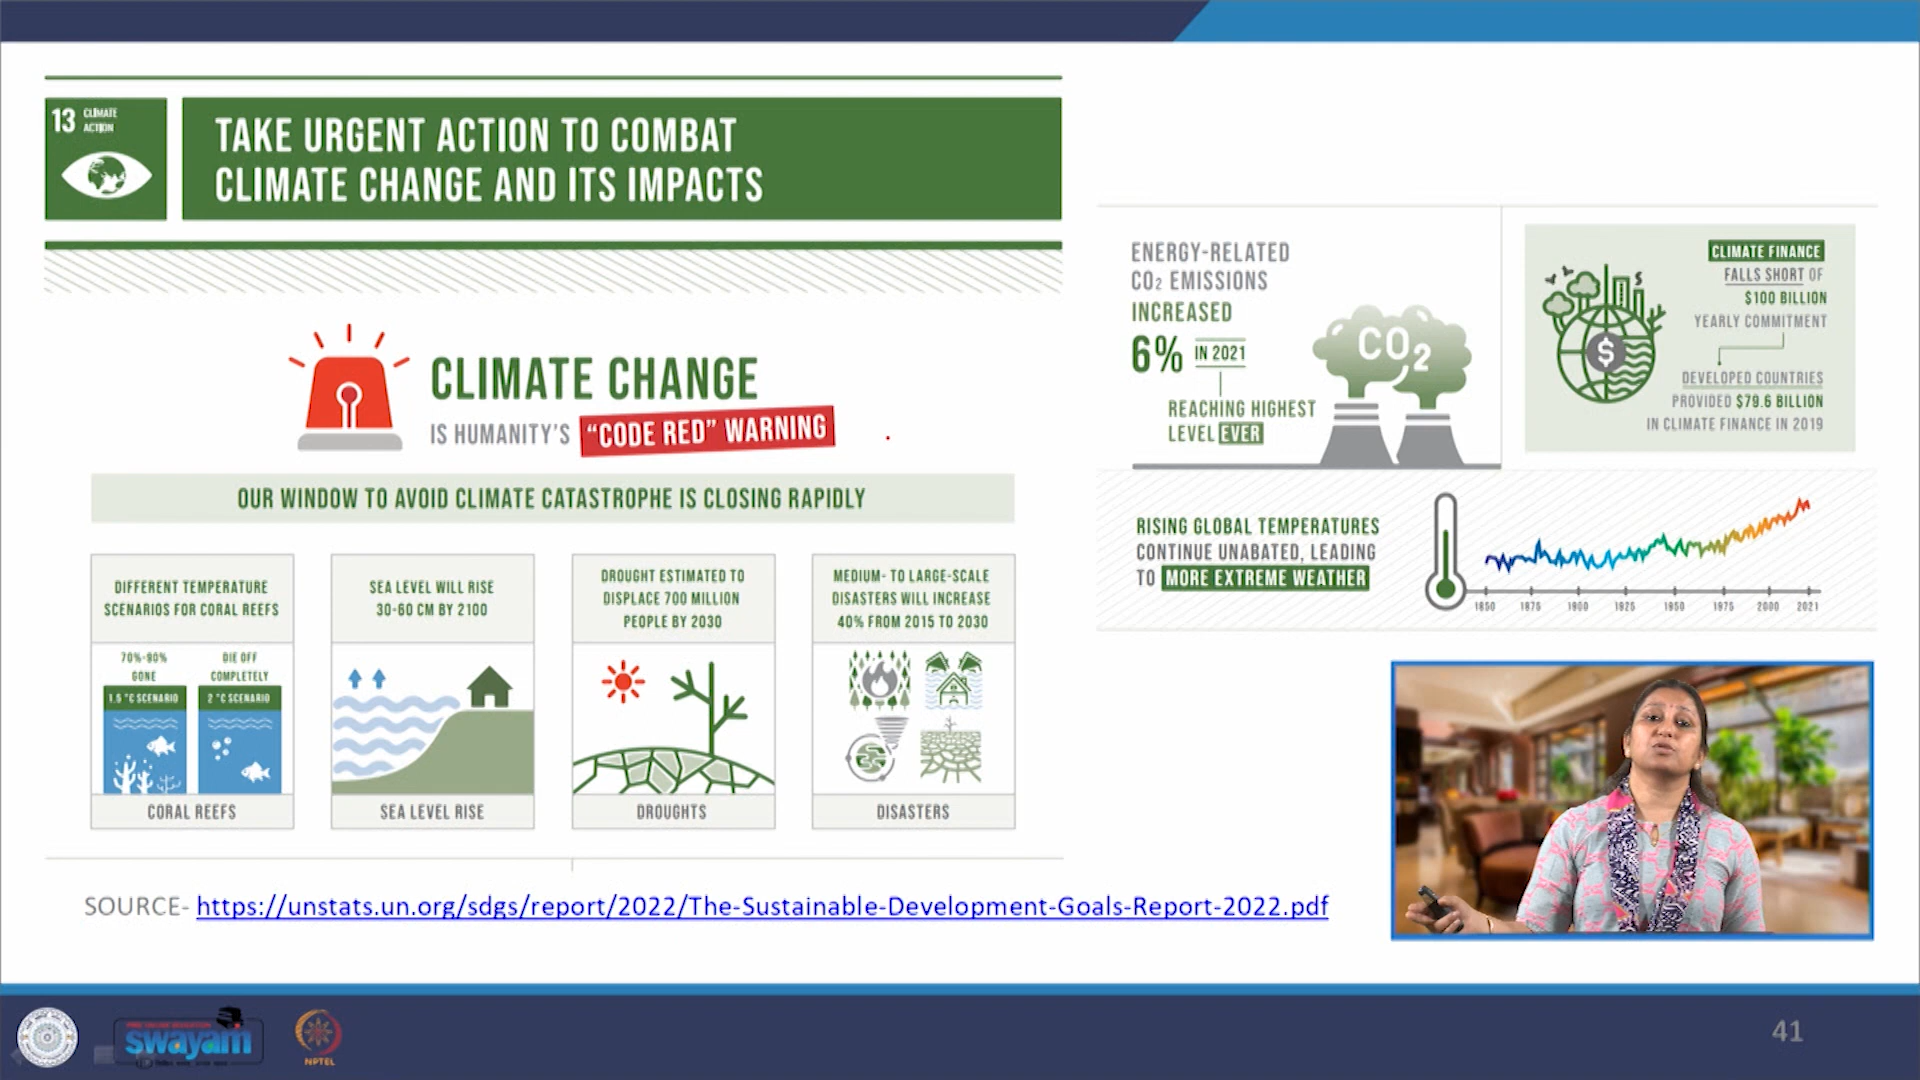 13 CLIMATE
ACTION
TAKE URGENT ACTION TO COMBAT
CLIMATE CHANGE AND ITS IMPACTS
CLIMATE CHANGE
IS HUMANITY'S "CODE RED" WARNING
OUR WINDOW TO AVOID CLIMATE CATASTROPHE IS CLOSING RAPIDLY
DIFFERENT TEMPERATURE
SCENARIOS FOR CORAL REEFS
70%-90%
GONE
1.5 °C SCENARIO
DIE OFF
COMPLETELY
2 °C SCENARIO
CORAL REEFS
SEA LEVEL WILL RISE
30-60 CM BY 2100
SEA LEVEL RISE
DROUGHT ESTIMATED TO
DISPLACE 700 MILLION
PEOPLE BY 2030
DROUGHTS
MEDIUM- TO LARGE-SCALE
DISASTERS WILL INCREASE
40% FROM 2015 TO 2030
DISASTERS
ENERGY-RELATED
CO2 EMISSIONS
INCREASED
6% IN 2021
REACHING HIGHEST
LEVEL EVER
CO2
CLIMATE FINANCE
FALLS SHORT OF
$100 BILLION
YEARLY COMMITMENT
DEVELOPED COUNTRIES
PROVIDED $79.6 BILLION
IN CLIMATE FINANCE IN 2019
$
$
RISING GLOBAL TEMPERATURES
CONTINUE UNABATED, LEADING
TO MORE EXTREME WEATHER
1850 1875 1900 1925 1950 1975 2000 2021
SOURCE- https://unstats.un.org/sdgs/report/2022/The-Sustainable-Development-Goals-Report-2022.pdf
swayam
NPTEL
41